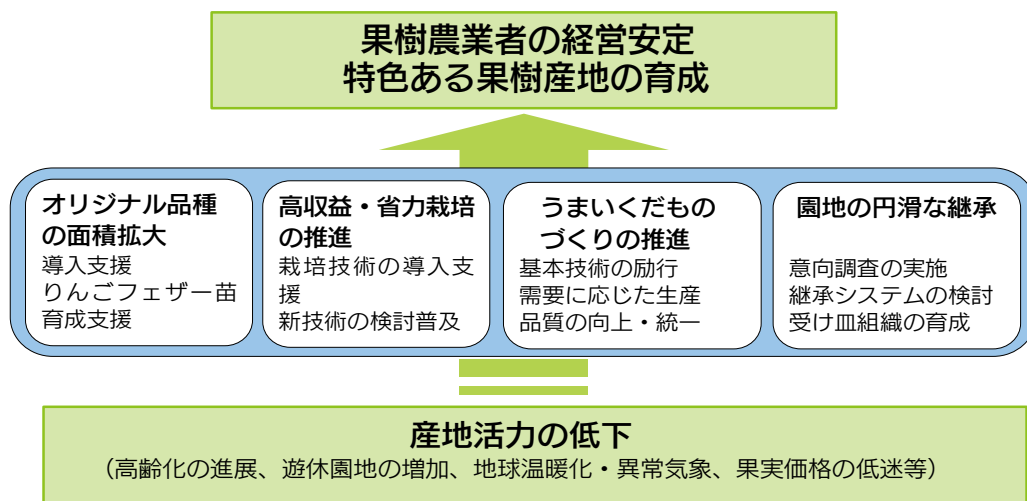 果樹農業者の経営安定
特色ある果樹産地の育成
オリジナル品種
の面積拡大
導入支援
りんごフェザー苗
育成支援
高収益・省力栽培
の推進
栽培技術の導入支
援
新技術の検討普及
うまいくだもの
づくりの推進
基本技術の励行
需要に応じた生産
品質の向上・統一
園地の円滑な継承
意向調査の実施
継承システムの検討
受け皿組織の育成
産地活力の低下
（高齢化の進展、遊休園地の増加、地球温暖化・異常気象、果実価格の低迷等）